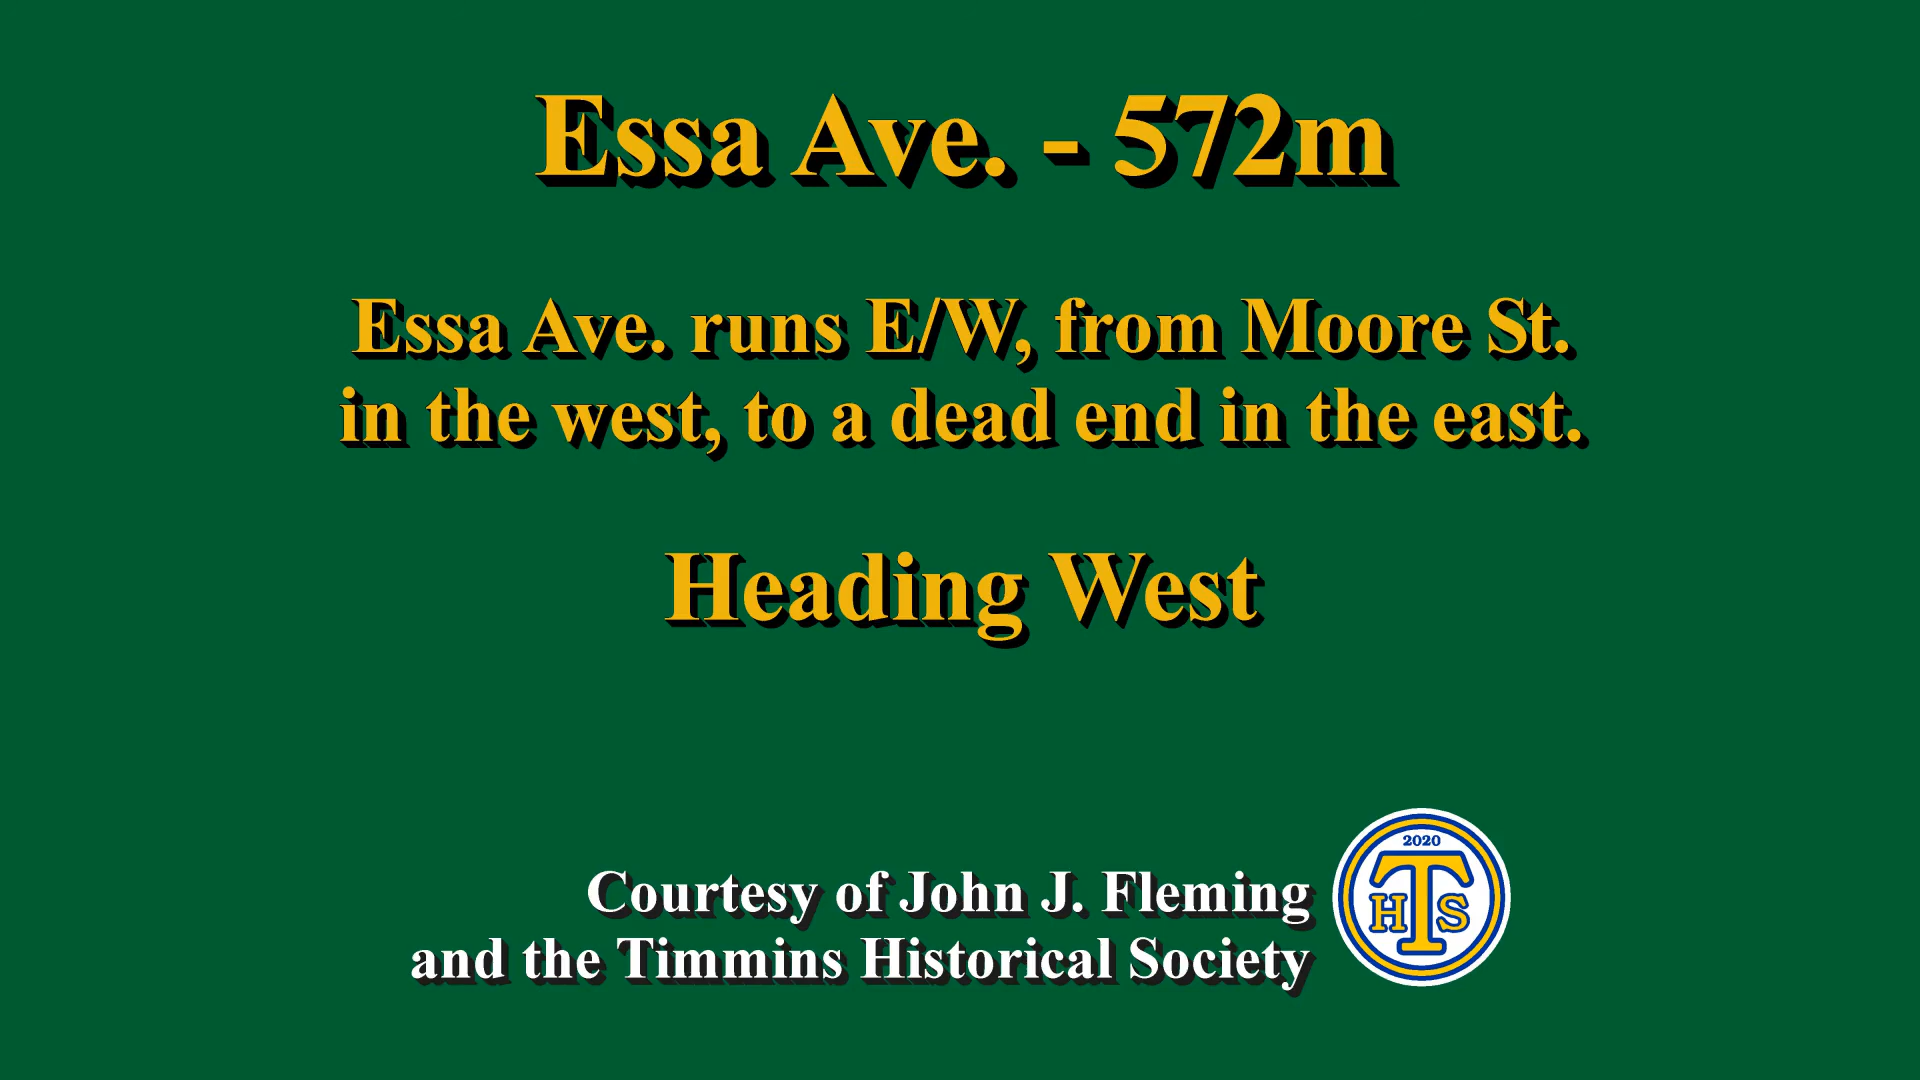 Essa Ave. - 572m
Essa Ave. runs E/W, from Moore St.
in the west, to a dead end in the east.
Heading West
Courtesy of John J. Fleming
and the Timmins Historical Society
2020
THS